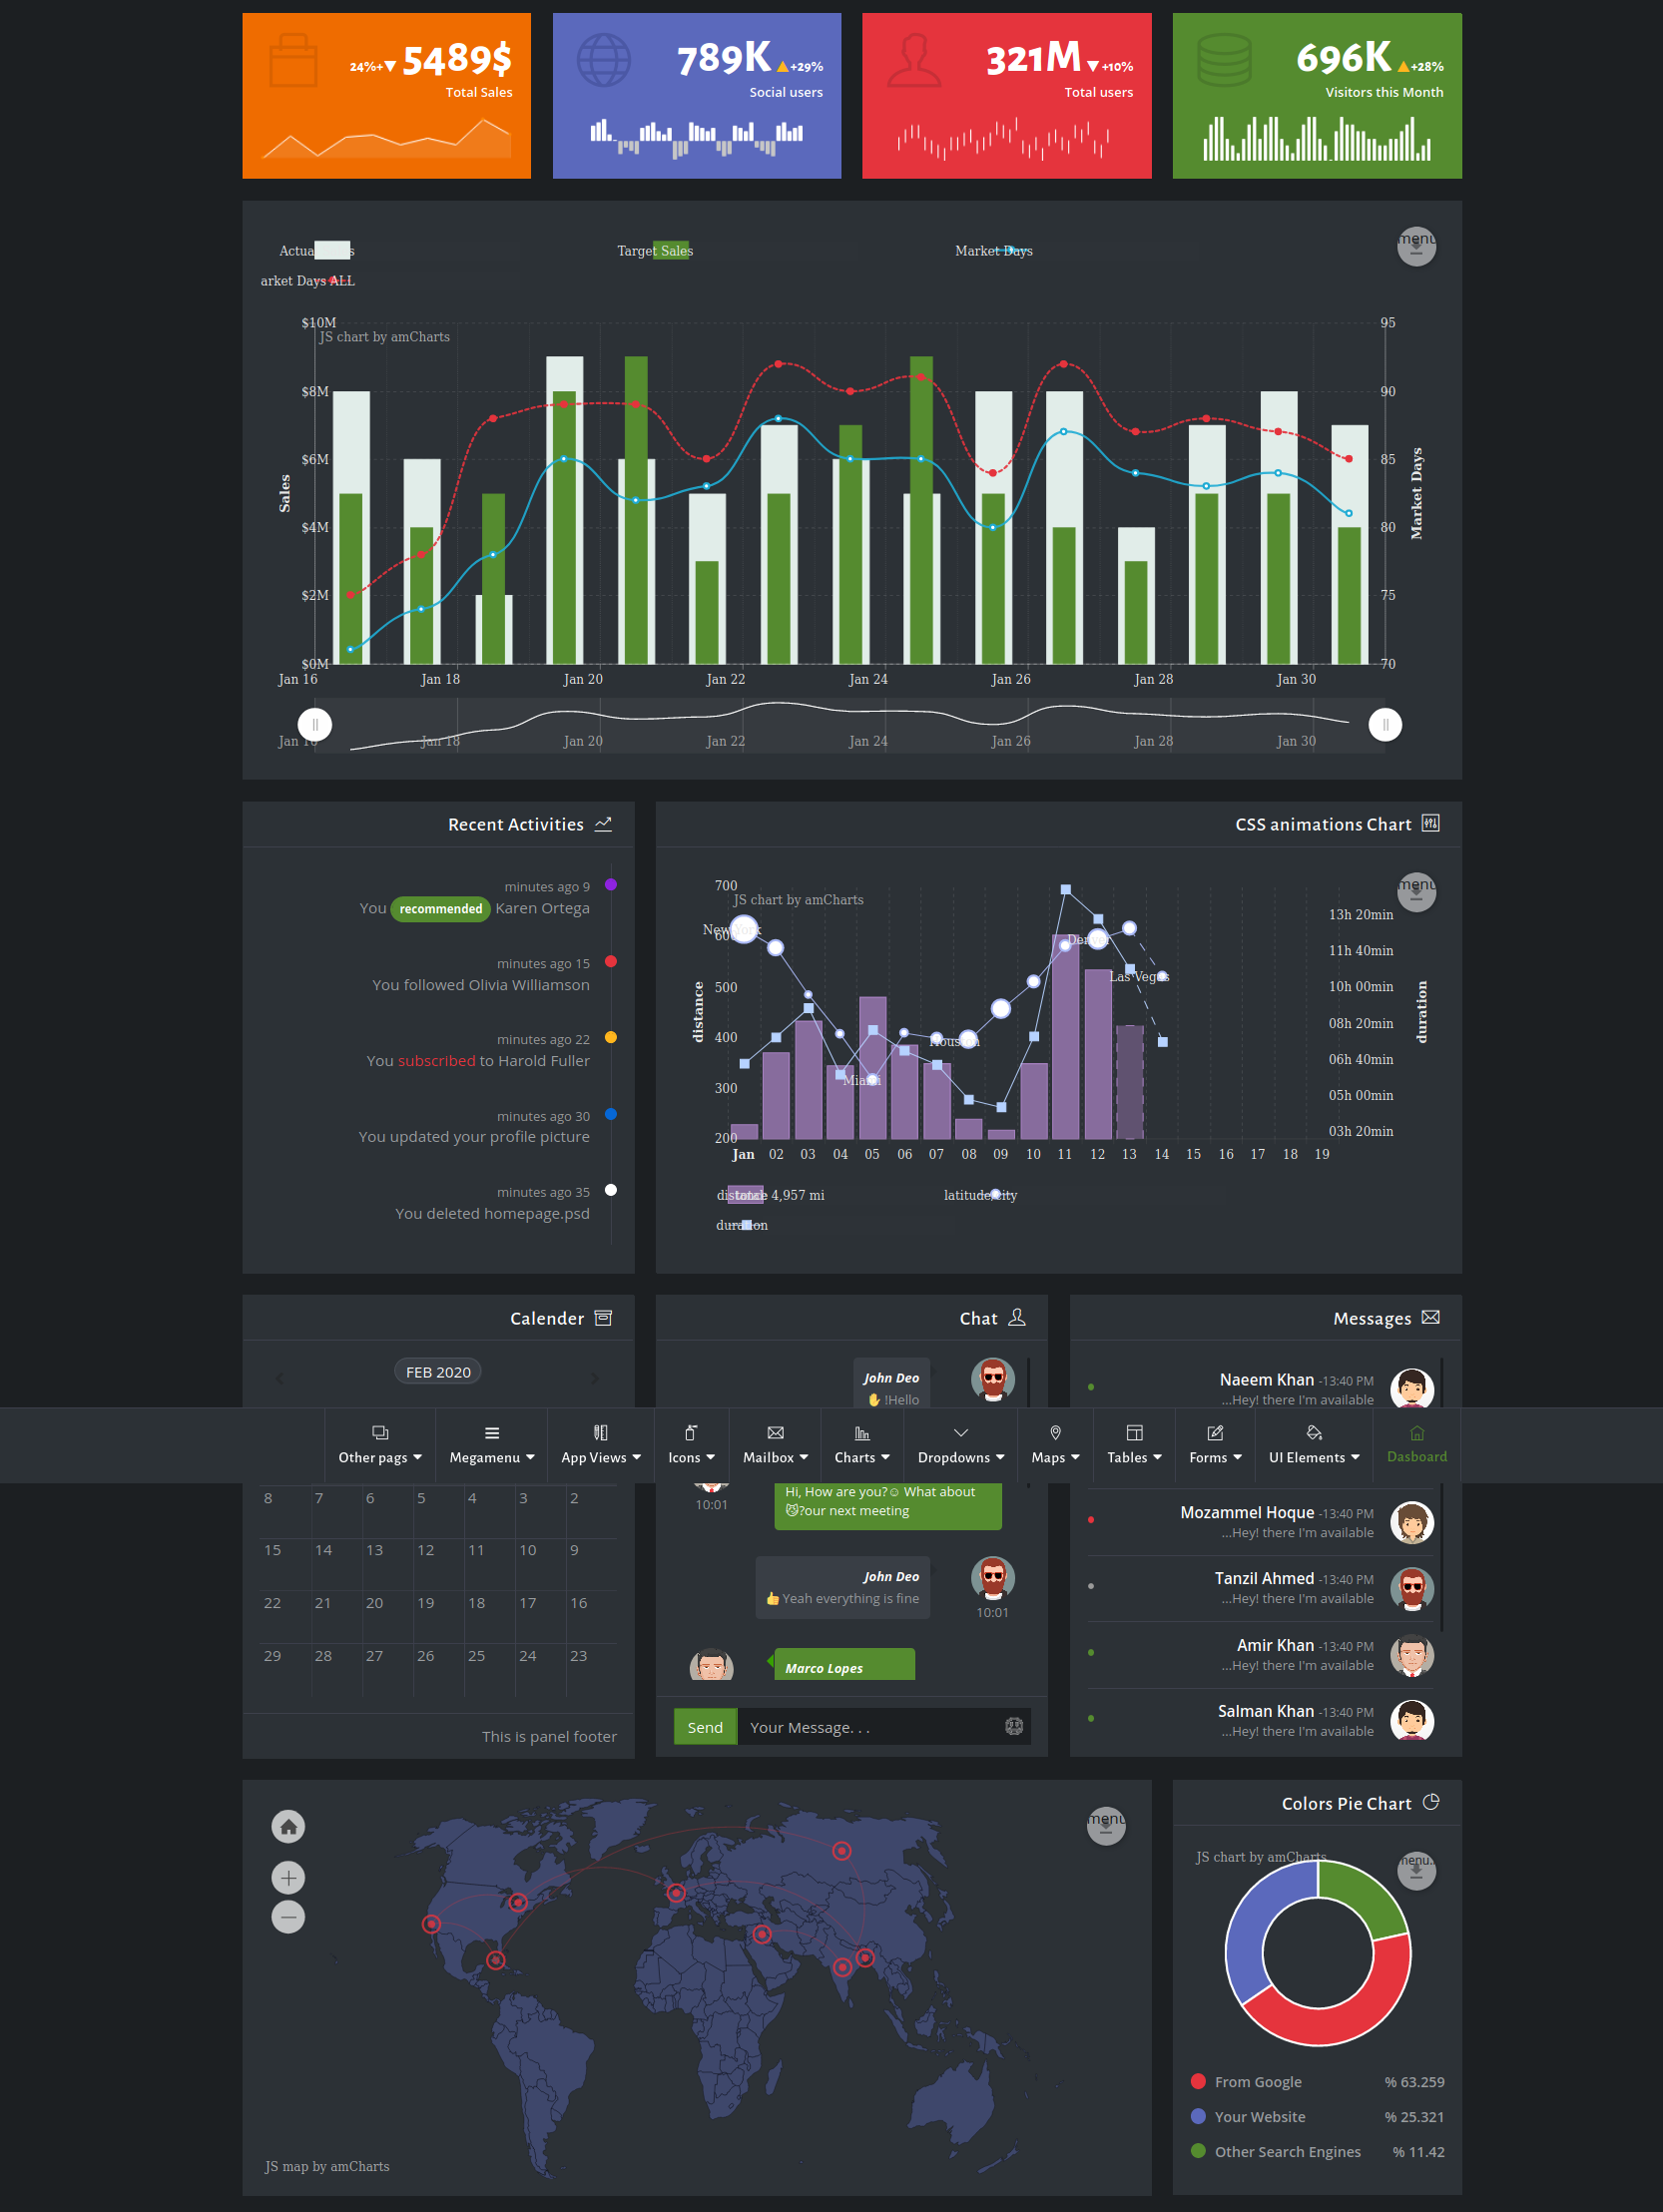 24%+ 5489$
Total Sales
789K +29%
Social users
321M +10%
Total users
696K +28%
Visitors this Month
Target Sales
Market Days
arket Days ALL
menu
$10M
$8M
$6M
$4M
$2M
$0M
Sales
JS chart by amCharts
95
90
85
80
75
70
Market Days
Jan 16
Jan 18
Jan 20
Jan 22
Jan 24
Jan 26
Jan 28
Jan 30
Jan 18
Jan 20
Jan 22
Jan 24
Jan 26
Jan 28
Jan 30
Recent Activities
minutes ago 9
You recommended Karen Ortega
minutes ago 15
You followed Olivia Williamson
minutes ago 22
You subscribed to Harold Fuller
minutes ago 30
You updated your profile picture
minutes ago 35
You deleted homepage.psd
CSS animations Chart
menu
JS chart by amCharts
700
600
500
400
300
200
distance
New York
Miami
Houston
Denver
Las Vegas
13h 20min
11h 40min
10h 00min
08h 20min
06h 40min
05h 00min
03h 20min
duration
Jan 02 03 04 05 06 07 08 09 10 11 12 13 14 15 16 17 18 19
4,957 mi
latitude/city
duration
Calender
FEB 2020
8 7 6 5 4 3 2
15 14 13 12 11 10 9
22 21 20 19 18 17 16
29 28 27 26 25 24 23
This is panel footer
Chat
John Deo
✋ !Hello
10:01
Hi, How are you?☺ What about
?our next meeting
John Deo
👍 Yeah everything is fine
10:01
Marco Lopes
Send
Your Message. . .
Messages
Naeem Khan -13:40 PM
...Hey! there I'm available
Mozammel Hoque -13:40 PM
...Hey! there I'm available
Tanzil Ahmed -13:40 PM
...Hey! there I'm available
Amir Khan -13:40 PM
...Hey! there I'm available
Salman Khan -13:40 PM
...Hey! there I'm available
Other pags
Megamenu
App Views
Icons
Mailbox
Charts
Dropdowns
Maps
Tables
Forms
UI Elements
Dasboard
menu
JS map by amCharts
Colors Pie Chart
JS chart by amCharts
menu
From Google % 63.259
Your Website % 25.321
Other Search Engines % 11.42